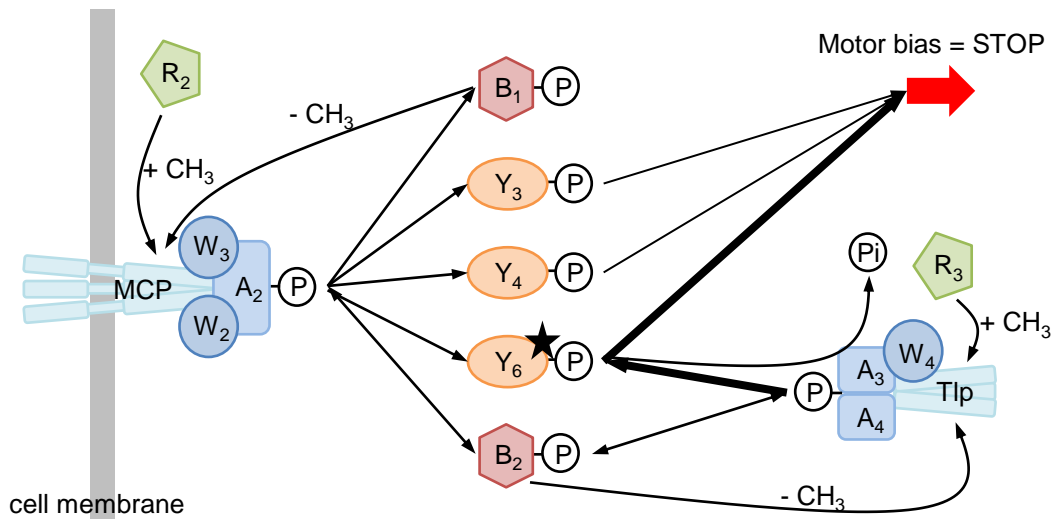 Motor bias = STOP
R2
B1 P
- CH3
+ CH3
Y3 P
W3
MCP
A2 P
W2
Y4 P
Pi
R3
+ CH3
Y6 P
P
A3
W4
Tlp
A4
B2 P
- CH3
cell membrane